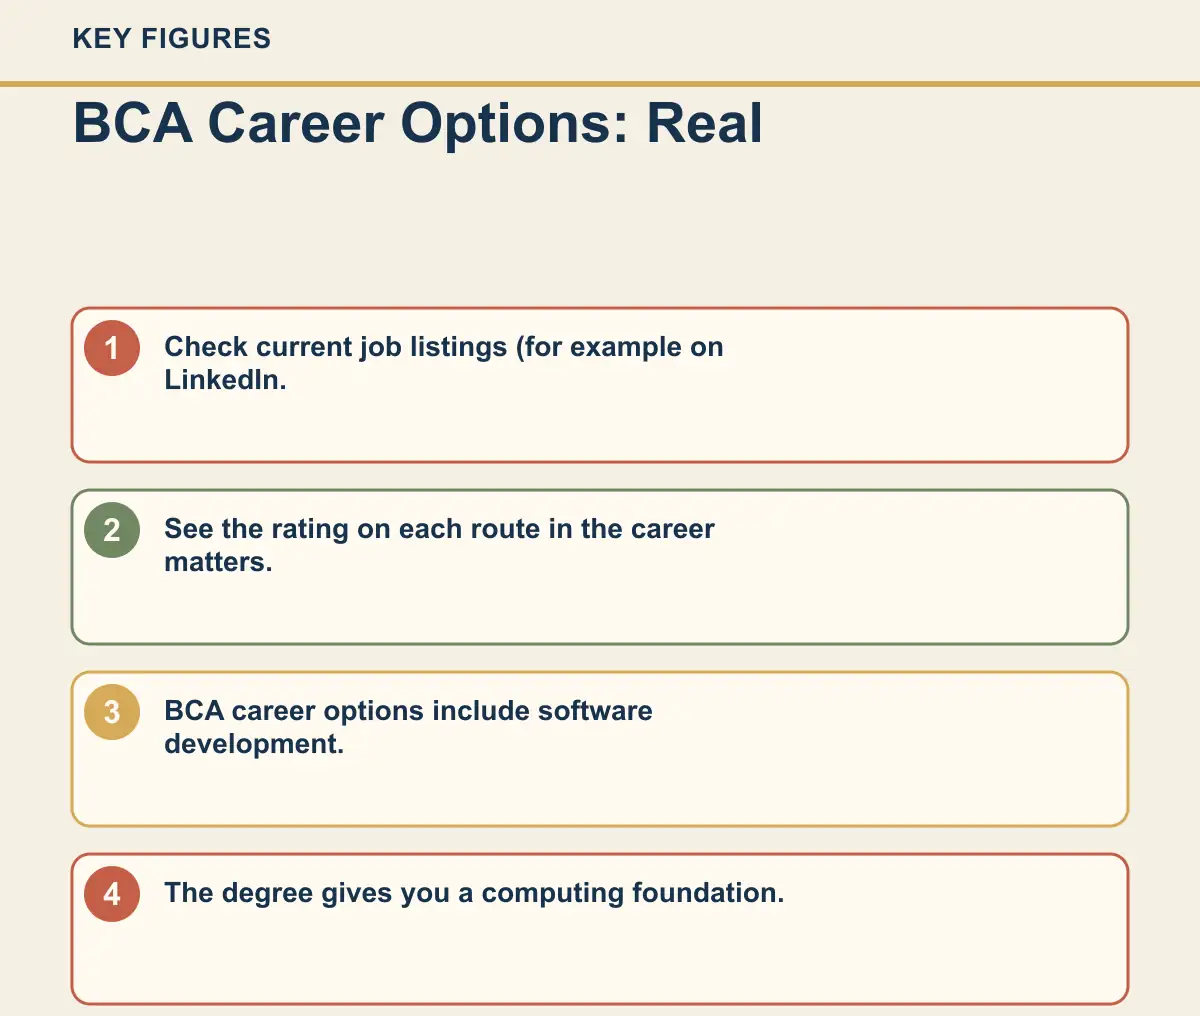 KEY FIGURES
BCA Career Options: Real
1
Check current job listings (for example on
LinkedIn.
2
See the rating on each route in the career
matters.
3
BCA career options include software
development.
4
The degree gives you a computing foundation.